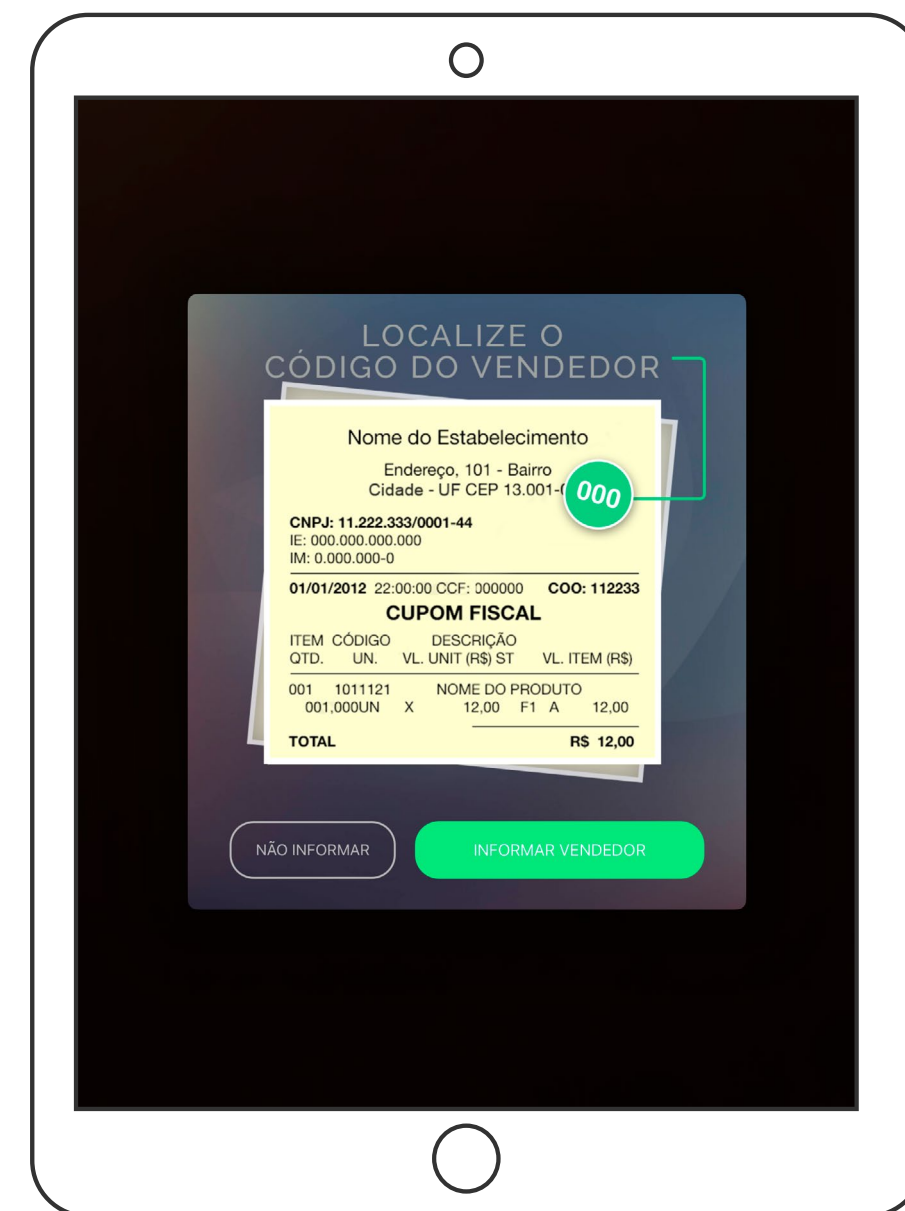 LOCALIZE O
CÓDIGO DO VENDEDOR
Nome do Estabelecimento
Endereço, 101 - Bairro
Cidade - UF CEP 13.001-
000
CNPJ: 11.222.333/0001-44
IE: 000.000.000.000
IM: 0.000.000-0
01/01/2012 22:00:00 CCF: 000000 COO: 112233
CUPOM FISCAL
ITEM CÓDIGO DESCRIÇÃO
QTD. UN. VL. UNIT (R$) ST VL. ITEM (R$)
001 1011121 NOME DO PRODUTO
001,000UN X 12,00 F1 A 12,00
TOTAL R$ 12,00
NÃO INFORMAR INFORMAR VENDEDOR